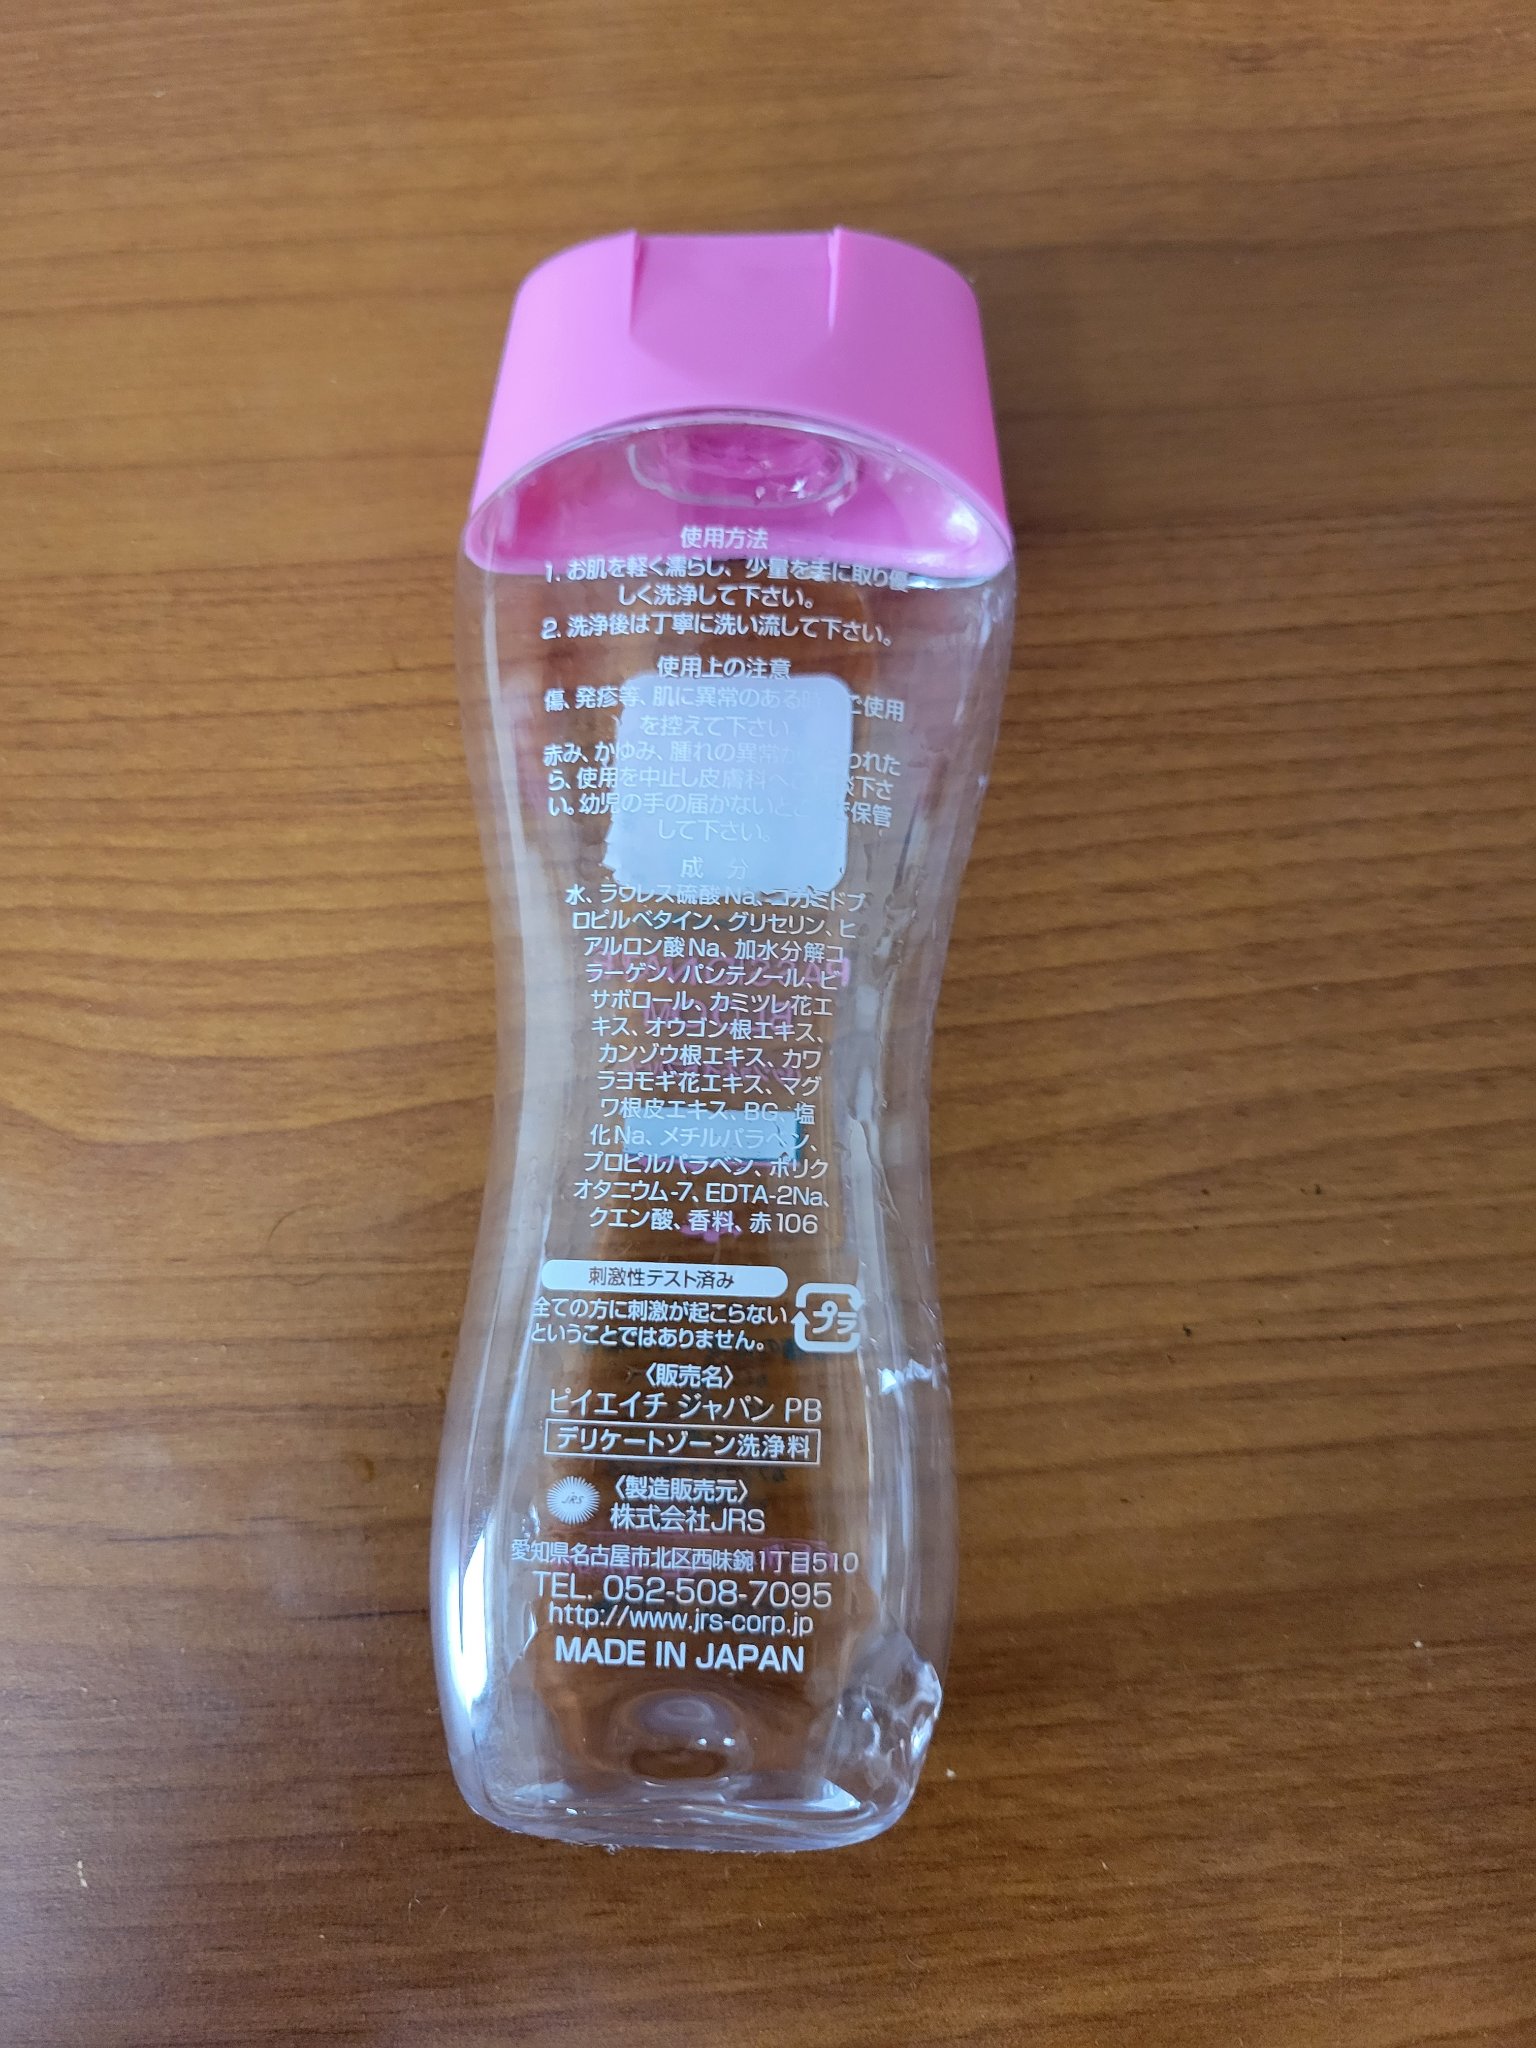 使用方法
1. お肌を軽く濡らし、少量を手に取り優
しく洗浄して下さい。
2. 洗浄後は丁寧に洗い流して下さい。
使用上の注意
傷、発疹等、肌に異常のある時 ご使用
を控えて下さい。
赤み、かゆみ、腫れの異常が われた
ら、使用を中止し皮膚科へ 下さ
い。幼児の手の届かないと で保管
して下さい。
成 分
水、ラウレス硫酸Na、コカミドプ
ロピルベタイン、グリセリン、ヒ
アルロン酸Na、加水分解コ
ラーゲン、パンテノール、ビ
サボロール、カミツレ花エ
キス、オウゴン根エキス、
カンゾウ根エキス、カワ
ラヨモギ花エキス、マグ
ワ根皮エキス、BG、塩
化Na、メチルパラベン、
プロピルパラベン、ポリク
オタニウム-7、EDTA-2Na、
クエン酸、香料、赤106
刺激性テスト済み
全ての方に刺激が起こらない
ということではありません。
プラ
〈販売名〉
ピイエイチ ジャパン PB
デリケートゾーン洗浄料
JRS
〈製造販売元〉
株式会社JRS
愛知県名古屋市北区西味鋺1丁目510
TEL. 052-508-7095
http://www.jrs-corp.jp
MADE IN JAPAN